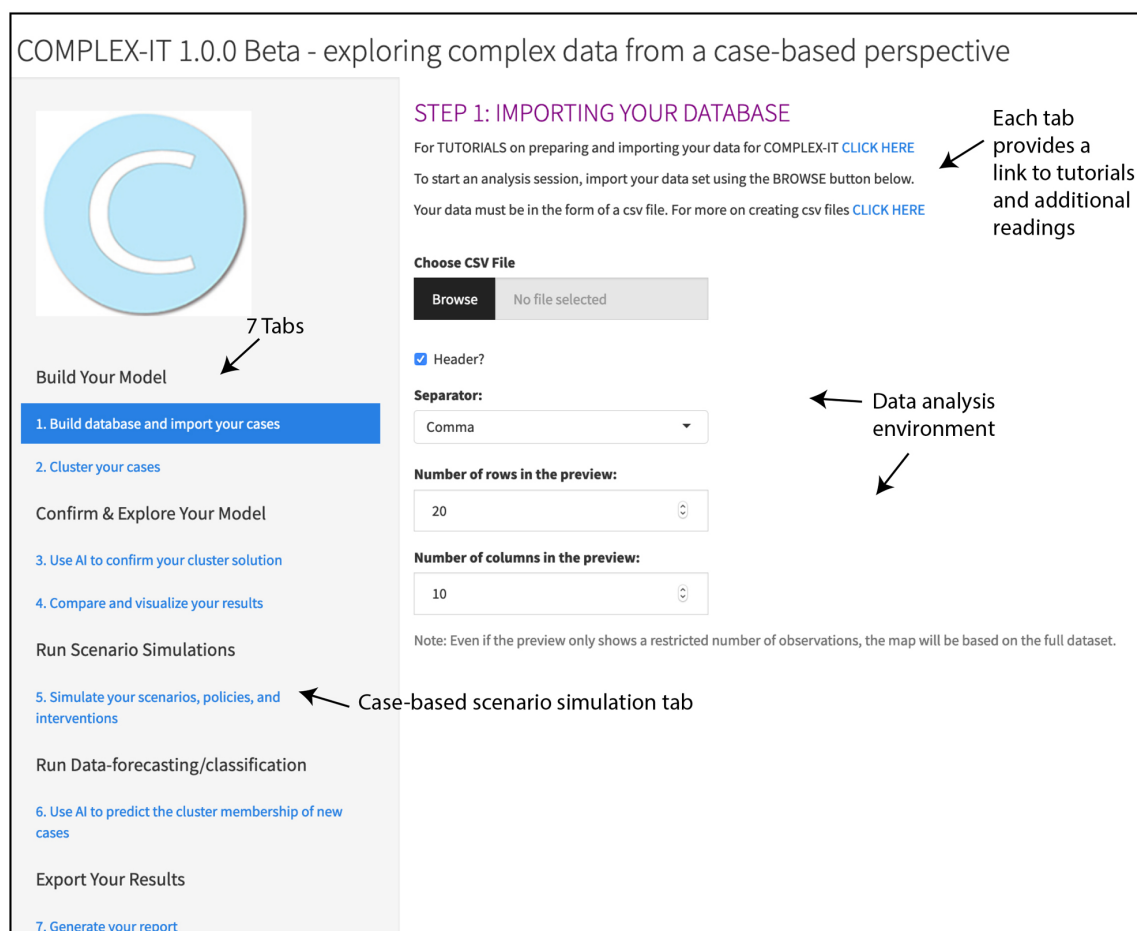 COMPLEX-IT 1.0.0 Beta - exploring complex data from a case-based perspective
C
7 Tabs
Build Your Model
1. Build database and import your cases
2. Cluster your cases
Confirm & Explore Your Model
3. Use AI to confirm your cluster solution
4. Compare and visualize your results
Run Scenario Simulations
5. Simulate your scenarios, policies, and
interventions
Case-based scenario simulation tab
Run Data-forecasting/classification
6. Use AI to predict the cluster membership of new
cases
Export Your Results
7. Generate your report
STEP 1: IMPORTING YOUR DATABASE
For TUTORIALS on preparing and importing your data for COMPLEX-IT CLICK HERE
To start an analysis session, import your data set using the BROWSE button below.
Your data must be in the form of a csv file. For more on creating csv files CLICK HERE
Each tab
provides a
link to tutorials
and additional
readings
Choose CSV File
Browse No file selected
Header?
Separator:
Comma
Data analysis
environment
Number of rows in the preview:
20
Number of columns in the preview:
10
Note: Even if the preview only shows a restricted number of observations, the map will be based on the full dataset.